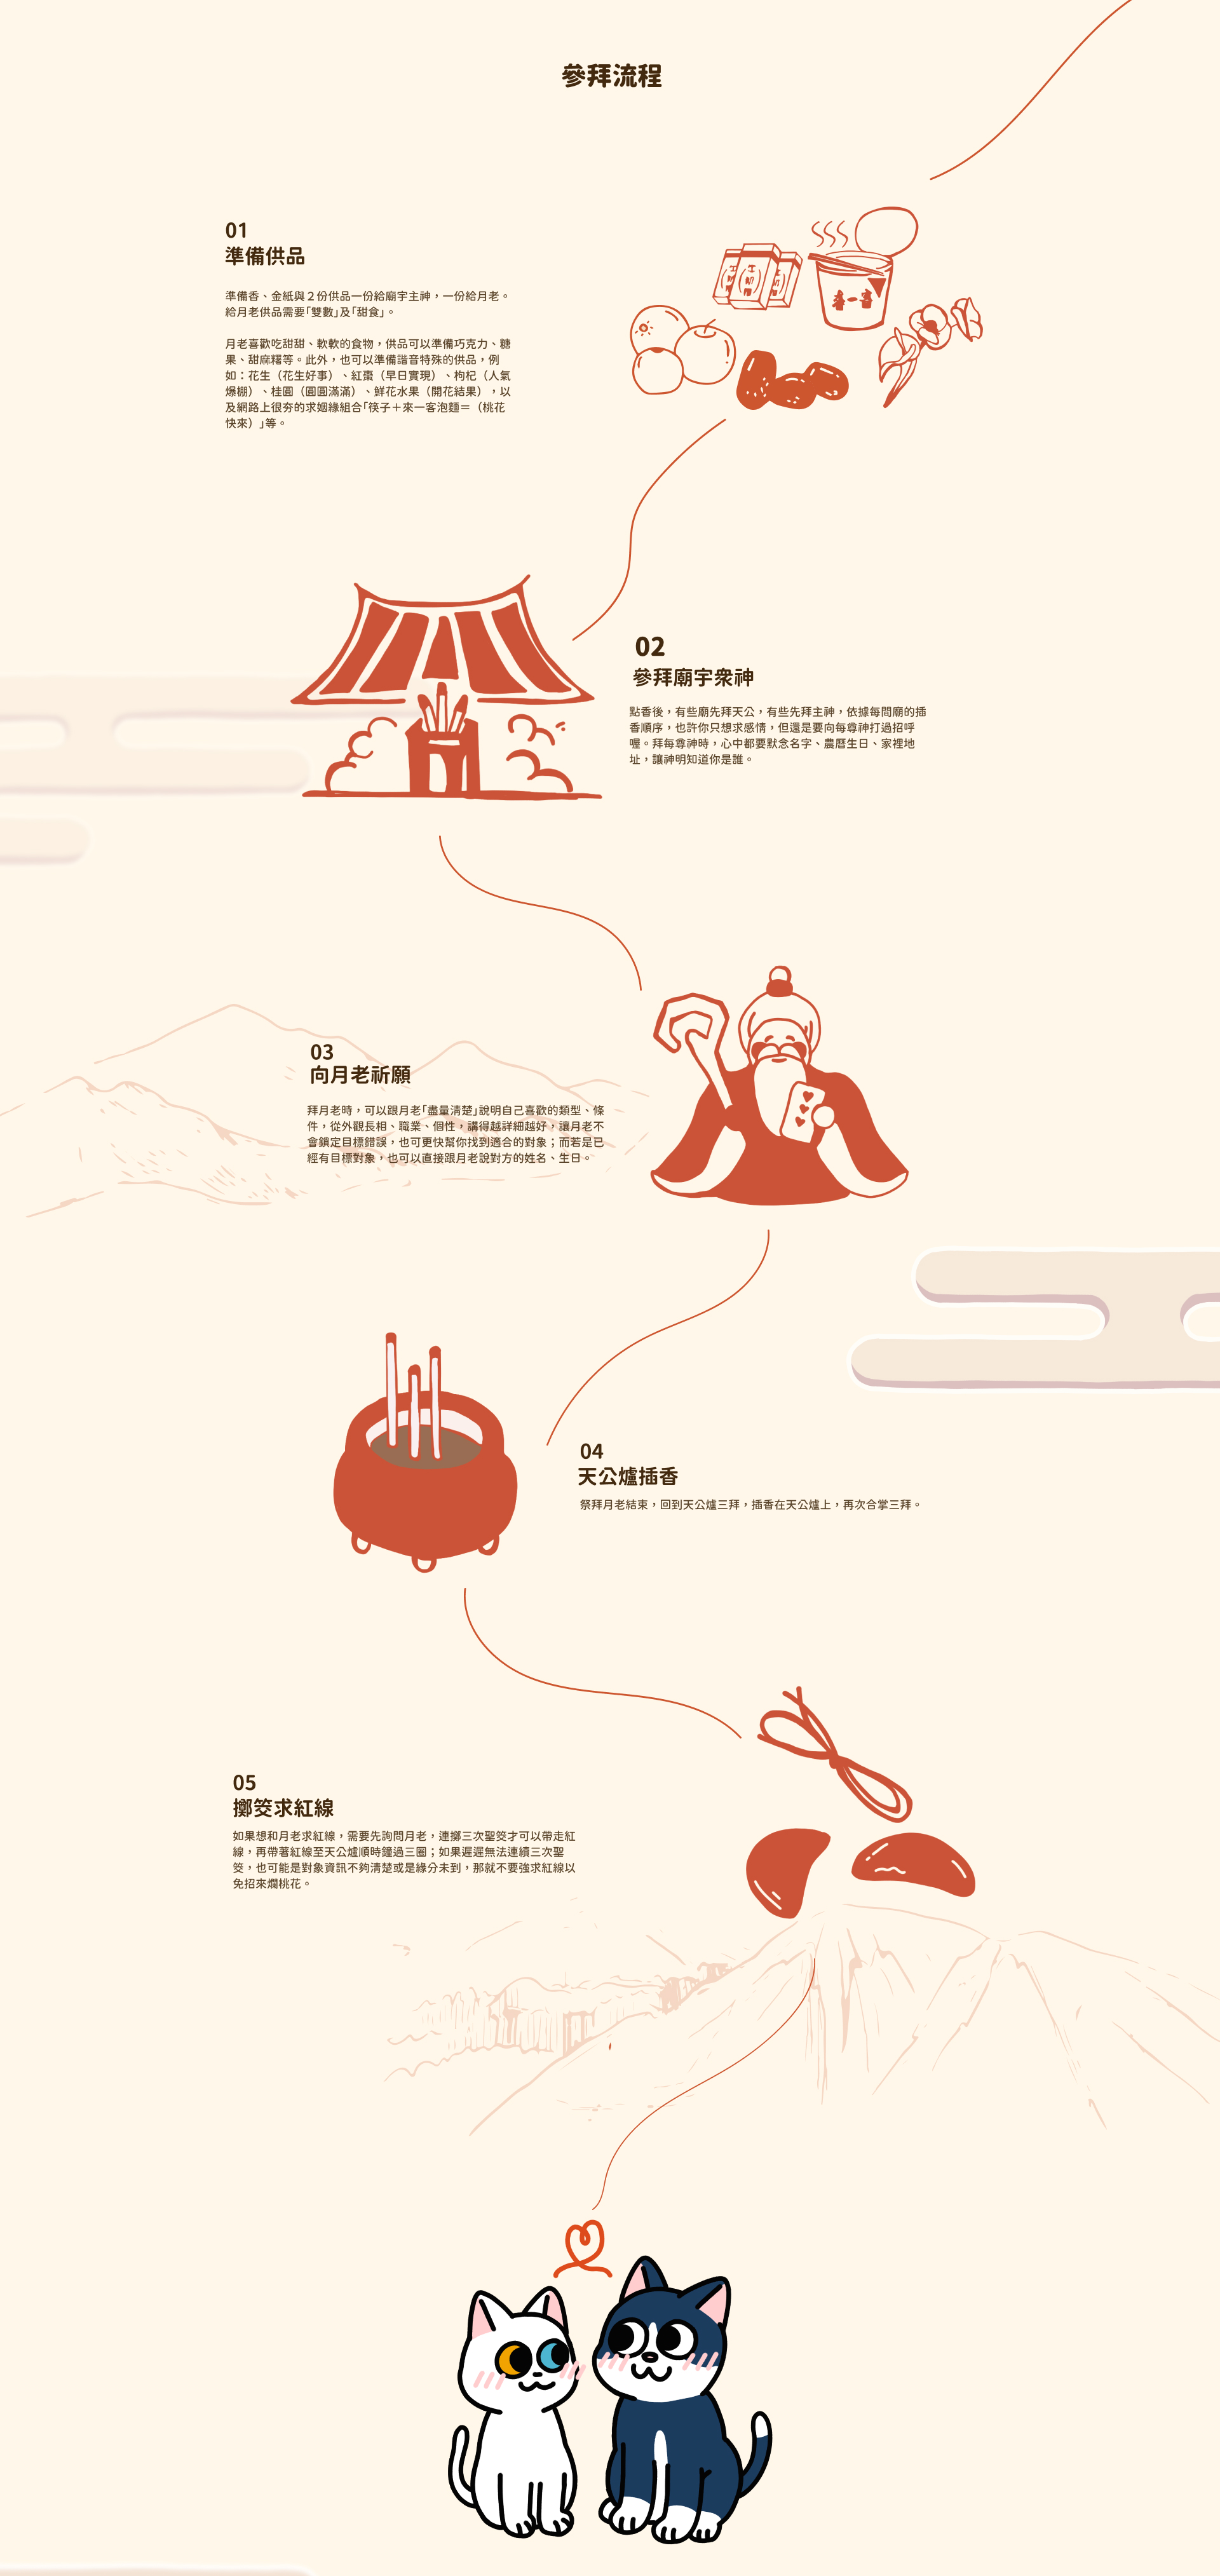 參拜流程
01
準備供品
準備香、金紙與２份供品一份給廟宇主神，一份給月老。
給月老供品需要｢雙數｣及｢甜食｣。
月老喜歡吃甜甜、軟軟的食物，供品可以準備巧克力、糖
果、甜麻糬等。此外，也可以準備諧音特殊的供品，例
如：花生（花生好事）、紅棗（早日實現）、枸杞（人氣
爆棚）、桂圓（圓圓滿滿）、鮮花水果（開花結果），以
及網路上很夯的求姻緣組合｢筷子＋來一客泡麵＝（桃花
快來）｣等。
02
參拜廟宇衆神
點香後，有些廟先拜天公，有些先拜主神，依據每間廟的插
香順序，也許你只想求感情，但還是要向每尊神打過招呼
喔。拜每尊神時，心中都要默念名字、農曆生日、家裡地
址，讓神明知道你是誰。
03
向月老祈願
拜月老時，可以跟月老｢盡量清楚｣說明自己喜歡的類型、條
件，從外觀長相、職業、個性，講得越詳細越好，讓月老不
會鎖定目標錯誤，也可更快幫你找到適合的對象；而若是已
經有目標對象，也可以直接跟月老說對方的姓名、生日。
04
天公爐插香
祭拜月老結束，回到天公爐三拜，插香在天公爐上，再次合掌三拜。
05
擲筊求紅線
如果想和月老求紅線，需要先詢問月老，連擲三次聖筊才可以帶走紅
線，再帶著紅線至天公爐順時鐘過三圈；如果遲遲無法連續三次聖
筊，也可能是對象資訊不夠清楚或是緣分未到，那就不要強求紅線以
免招來爛桃花。